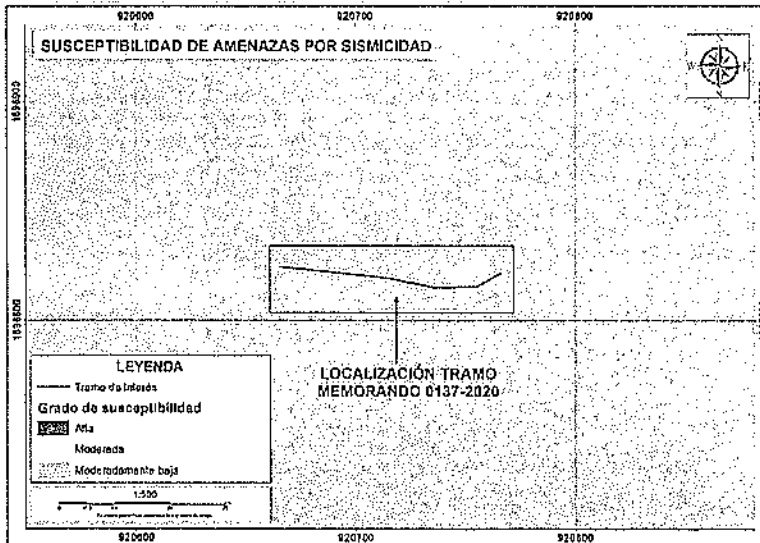 920600 920700 920800
SUSCEPTIBILIDAD DE AMENAZAS POR SISMICIDAD
LOCALIZACIÓN TRAMO
MEMORANDO 0137-2020
LEYENDA
Tramo de Interés
Grado de susceptibilidad
Alta
Moderada
Moderadamente baja
1:500
920600 920700 920800